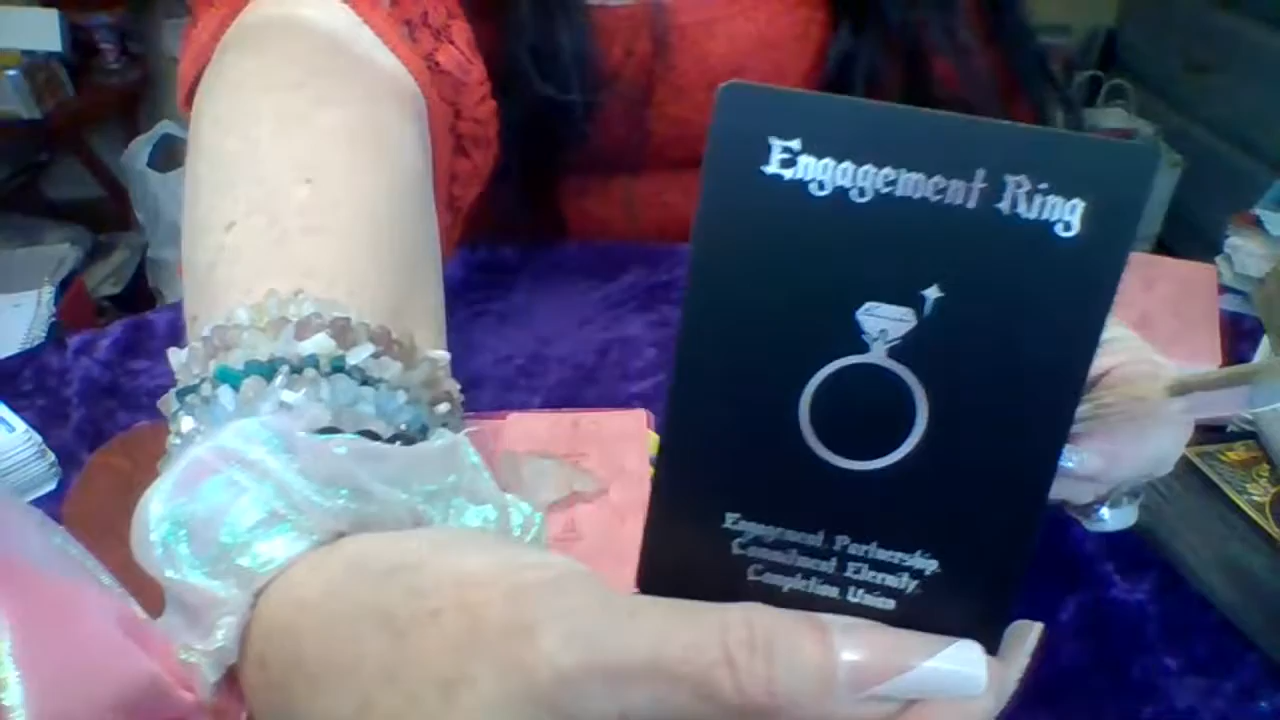 Engagement Ring
Engagement Partnership,
Commitment Eternity,
Completion Union